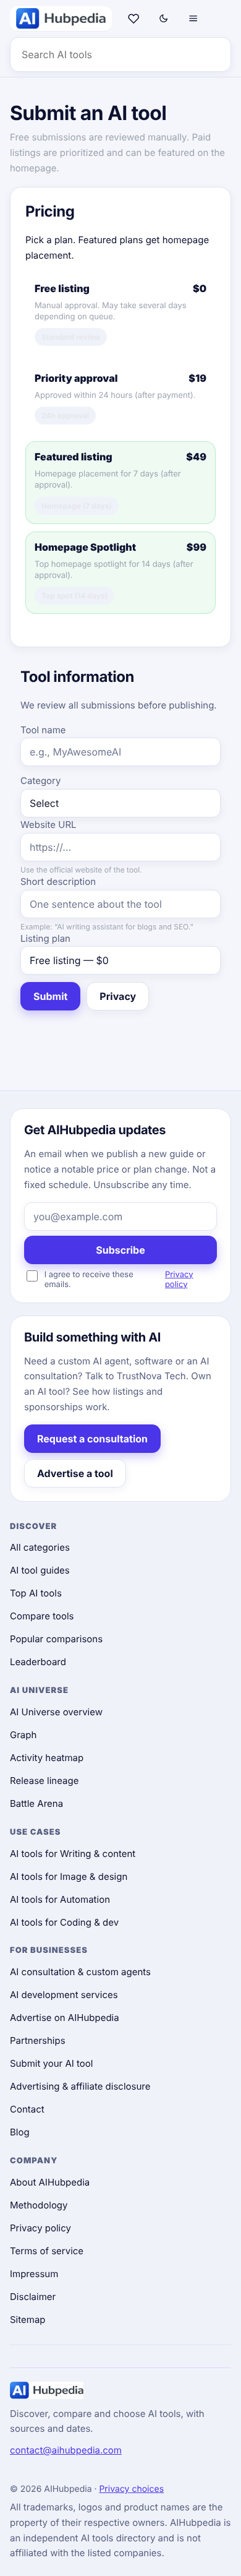 AI Hubpedia
Search AI tools
Submit an AI tool
Free submissions are reviewed manually. Paid
listings are prioritized and can be featured on the
homepage.
Pricing
Pick a plan. Featured plans get homepage
placement.
Free listing $0
Manual approval. May take several days
depending on queue.
Standard review
Priority approval $19
Approved within 24 hours (after payment).
24h approval
Featured listing $49
Homepage placement for 7 days (after
approval).
Homepage (7 days)
Homepage Spotlight $99
Top homepage spotlight for 14 days (after
approval).
Top spot (14 days)
Tool information
We review all submissions before publishing.
Tool name
e.g., MyAwesomeAI
Category
Select
Website URL
https://...
Use the official website of the tool.
Short description
One sentence about the tool
Example: "AI writing assistant for blogs and SEO."
Listing plan
Free listing — $0
Submit Privacy
Get AIHubpedia updates
An email when we publish a new guide or
notice a notable price or plan change. Not a
fixed schedule. Unsubscribe any time.
you@example.com
Subscribe
I agree to receive these
emails.
Privacy
policy
Build something with AI
Need a custom AI agent, software or an AI
consultation? Talk to TrustNova Tech. Own
an AI tool? See how listings and
sponsorships work.
Request a consultation
Advertise a tool
DISCOVER
All categories
AI tool guides
Top AI tools
Compare tools
Popular comparisons
Leaderboard
AI UNIVERSE
AI Universe overview
Graph
Activity heatmap
Release lineage
Battle Arena
USE CASES
AI tools for Writing & content
AI tools for Image & design
AI tools for Automation
AI tools for Coding & dev
FOR BUSINESSES
AI consultation & custom agents
AI development services
Advertise on AIHubpedia
Partnerships
Submit your AI tool
Advertising & affiliate disclosure
Contact
Blog
COMPANY
About AIHubpedia
Methodology
Privacy policy
Terms of service
Impressum
Disclaimer
Sitemap
AI Hubpedia
Discover, compare and choose AI tools, with
sources and dates.
contact@aihubpedia.com
© 2026 AIHubpedia · Privacy choices
All trademarks, logos and product names are the
property of their respective owners. AIHubpedia is
an independent AI tools directory and is not
affiliated with the listed companies.